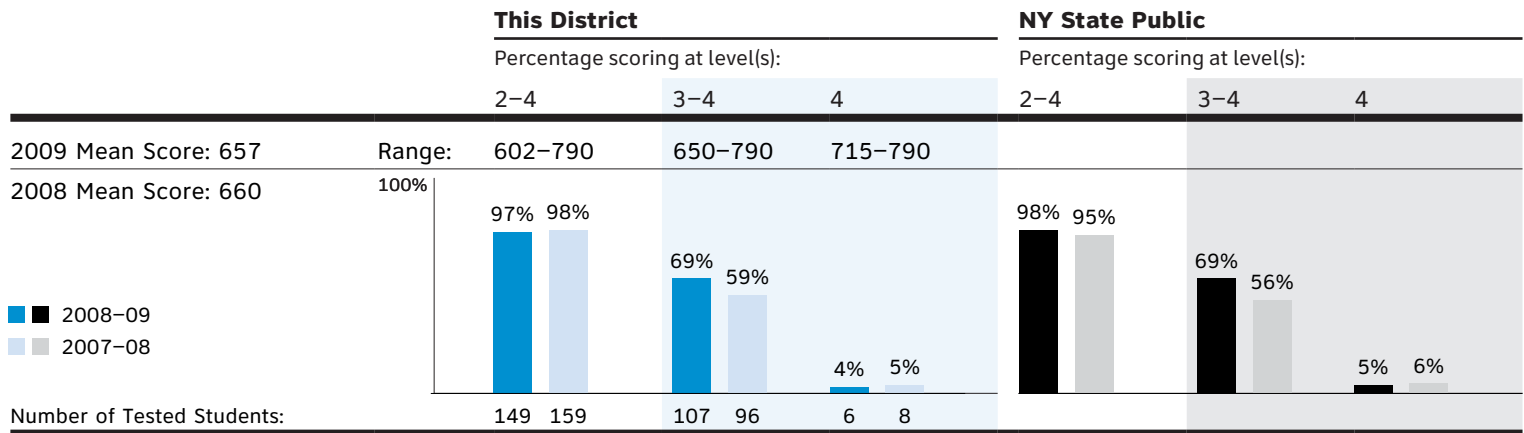 This District NY State Public
Percentage scoring at level(s): Percentage scoring at level(s):
2–4 3–4 4 2–4 3–4 4
2009 Mean Score: 657 Range: 602–790 650–790 715–790
2008 Mean Score: 660 100%
97% 98% 69% 59% 4% 5% 98% 95% 69% 56% 5% 6%
2008–09
2007–08
Number of Tested Students: 149 159 107 96 6 8